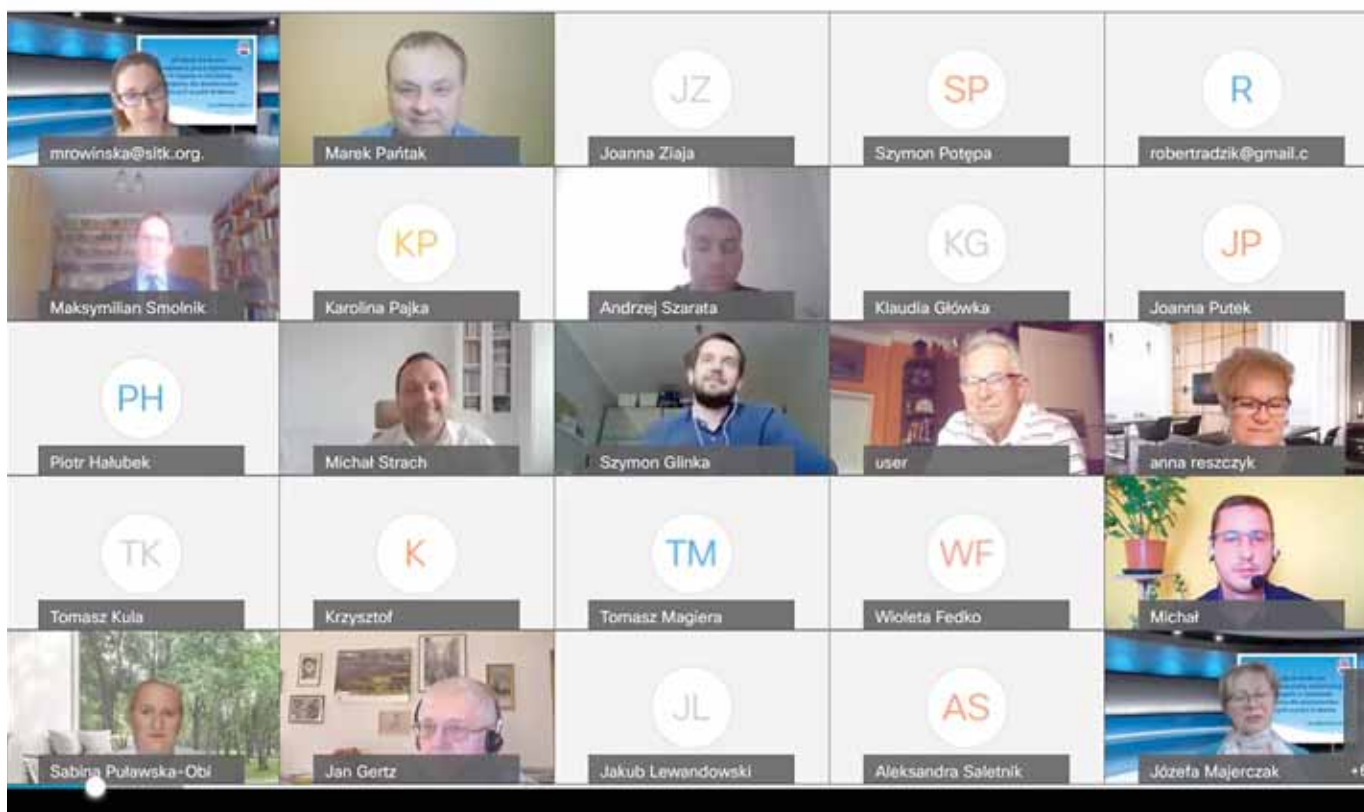 mrowinska@sitk.org.
Marek Pańtak
JZ
Joanna Ziaja
SP
Szymon Potępa
R
robertradzik@gmail.c
Maksymilian Smolnik
KP
Karolina Pajka
Andrzej Szarata
KG
Klaudia Główka
JP
Joanna Putek
PH
Piotr Hałubek
Michał Strach
Szymon Glinka
user
anna reszczyk
TK
Tomasz Kula
K
Krzysztof
TM
Tomasz Magiera
WF
Wioleta Fedko
Michał
Sabina Puławska-Obi
Jan Gertz
JL
Jakub Lewandowski
AS
Aleksandra Saletnik
Józefa Majerczak
+6